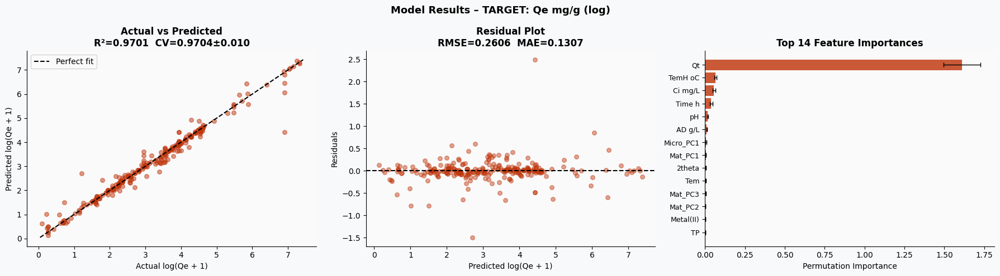 Model Results – TARGET: Qe mg/g (log)
Actual vs Predicted
R²=0.9701  CV=0.9704±0.010
Perfect fit
7
6
5
4
3
2
1
0
Predicted log(Qe + 1)
0 1 2 3 4 5 6 7
Actual log(Qe + 1)
Residual Plot
RMSE=0.2606  MAE=0.1307
2.5
2.0
1.5
1.0
0.5
0.0
−0.5
−1.0
−1.5
Residuals
0 1 2 3 4 5 6 7
Predicted log(Qe + 1)
Top 14 Feature Importances
Qt
TemH oC
Ci mg/L
Time h
pH
AD g/L
Micro_PC1
Mat_PC1
2theta
Tem
Mat_PC3
Mat_PC2
Metal(II)
TP
0.00 0.25 0.50 0.75 1.00 1.25 1.50 1.75
Permutation Importance